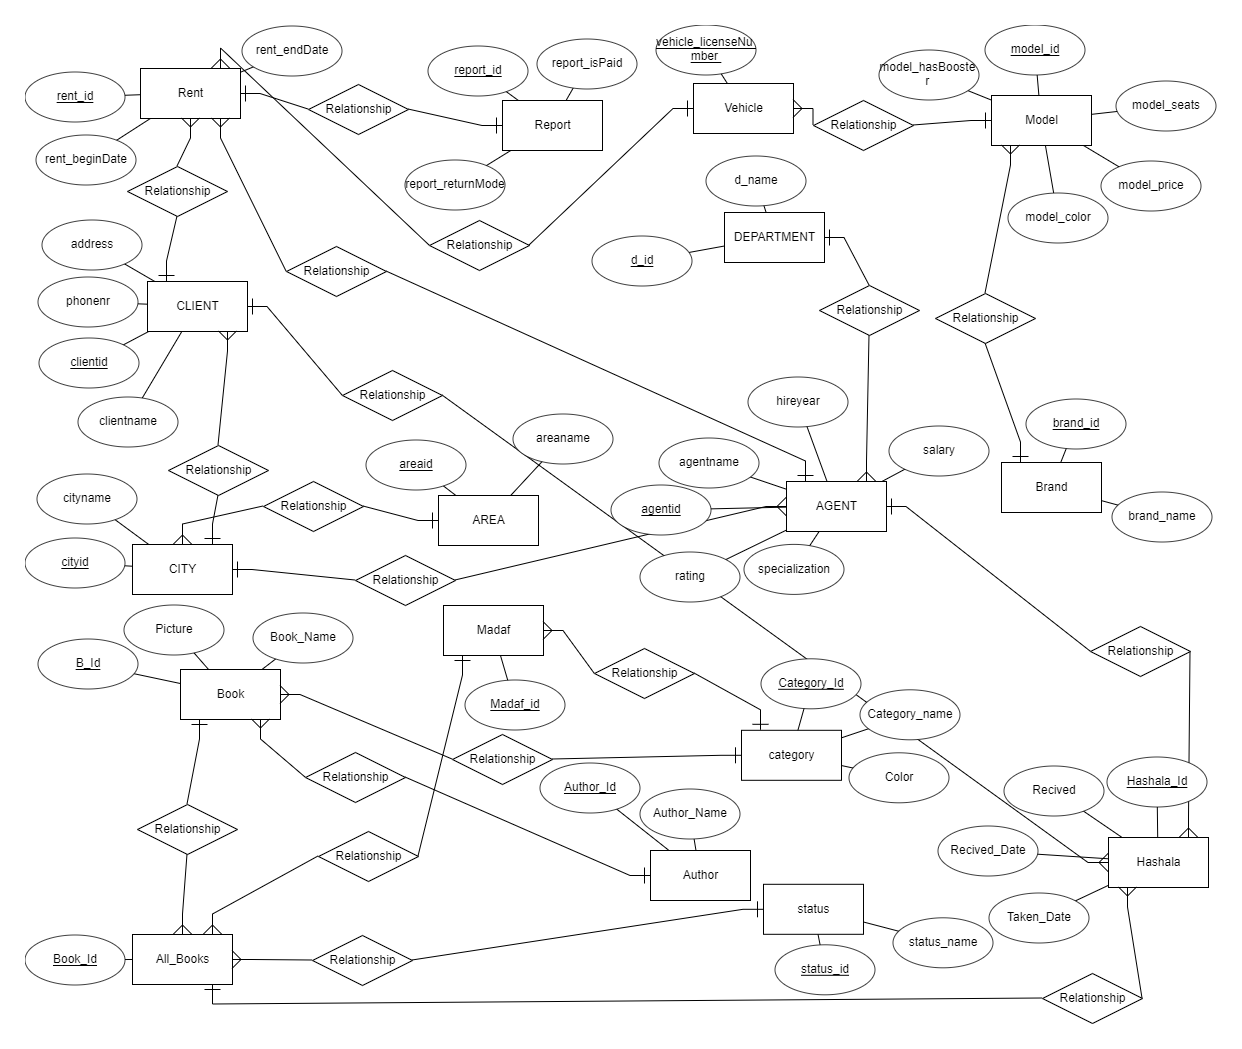 rent_endDate
vehicle_licenseNu
mber
model_id
report_isPaid
report_id
model_hasBooste
r
Rent
rent_id
Relationship
Report
Vehicle
Relationship
Model
model_seats
rent_beginDate
Relationship
report_returnMode
d_name
model_price
model_color
address
Relationship
DEPARTMENT
d_id
Relationship
phonenr
CLIENT
Relationship
Relationship
clientid
Relationship
hireyear
clientname
areaname
brand_id
agentname
salary
areaid
Relationship
cityname
Relationship
AREA
agentid
AGENT
Brand
brand_name
cityid
CITY
Relationship
rating
specialization
Picture
Book_Name
Madaf
Relationship
B_Id
Book
Relationship
Category_Id
Madaf_id
Category_name
Relationship
category
Relationship
Color
Author_Id
Recived
Hashala_Id
Author_Name
Relationship
Relationship
Recived_Date
Hashala
Author
status
Taken_Date
status_name
Book_Id
All_Books
Relationship
status_id
Relationship